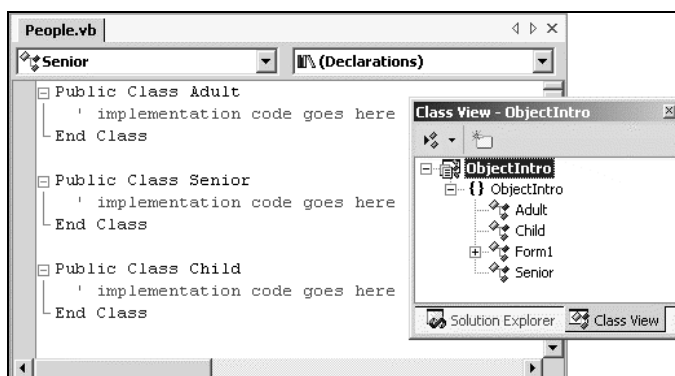 People.vb
Senior
(Declarations)
Public Class Adult
' implementation code goes here
End Class
Public Class Senior
' implementation code goes here
End Class
Public Class Child
' implementation code goes here
End Class
Class View - ObjectIntro
ObjectIntro
{} ObjectIntro
Adult
Child
Form1
Senior
Solution Explorer
Class View